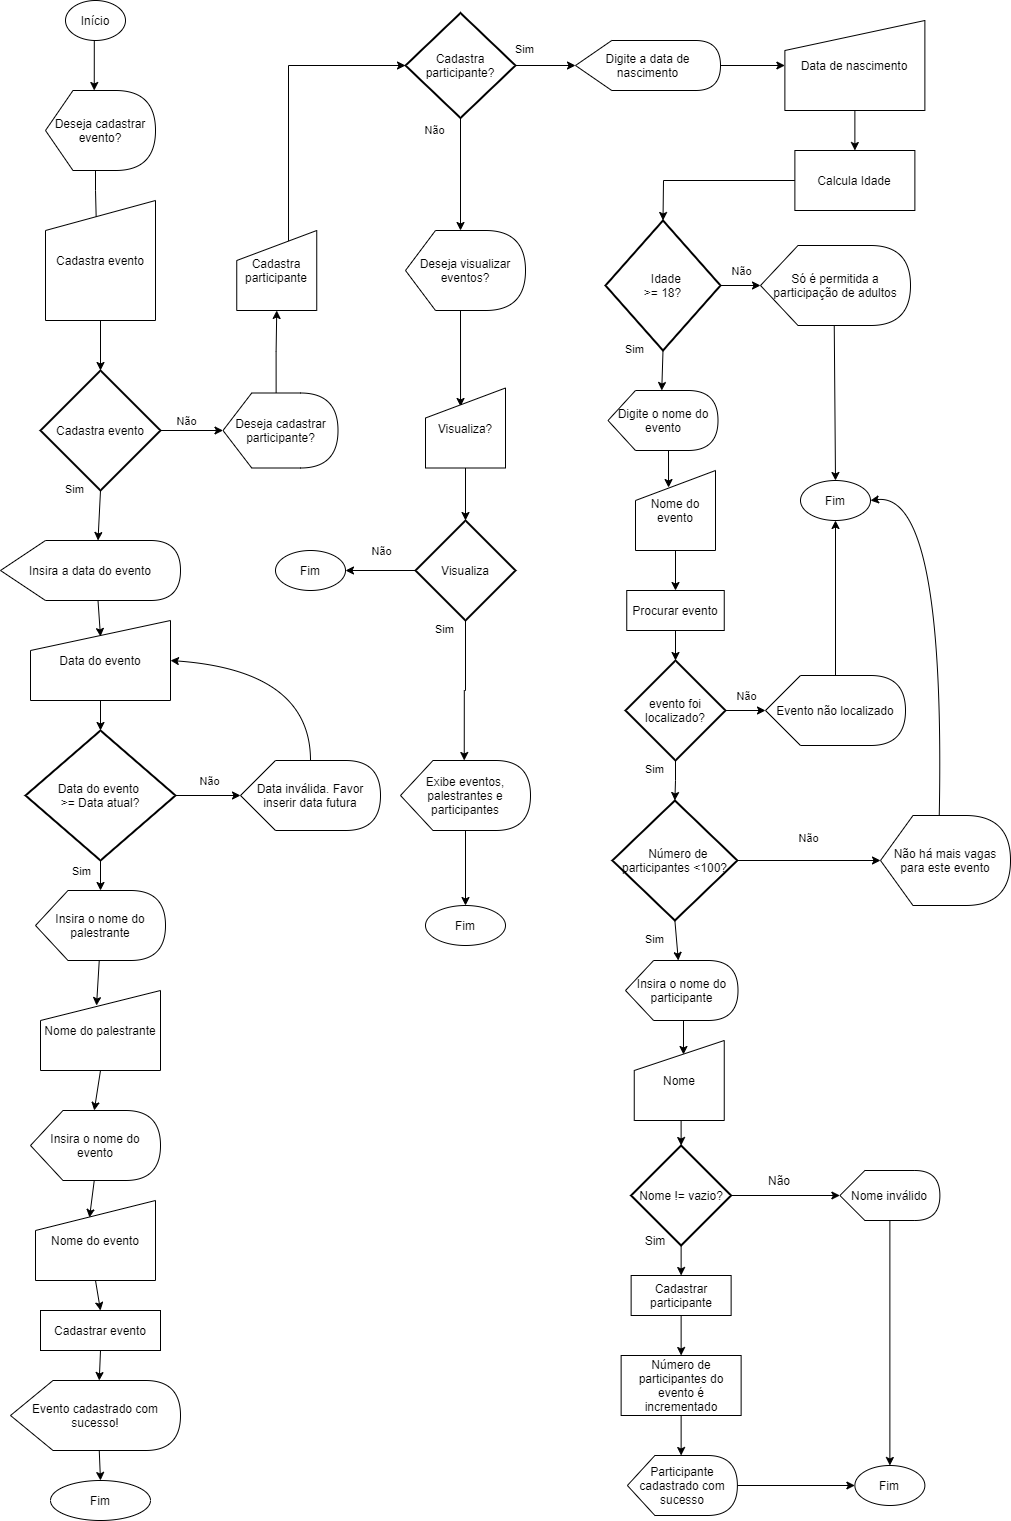 Início
Deseja cadastrar
evento?
Cadastra evento
Cadastra evento
Não
Sim
Deseja cadastrar
participante?
Cadastra
participante
Insira a data do evento
Data do evento
Data do evento
>= Data atual?
Não
Sim
Data inválida. Favor
inserir data futura
Insira o nome do
palestrante
Nome do palestrante
Insira o nome do
evento
Nome do evento
Cadastrar evento
Evento cadastrado com
sucesso!
Fim
Cadastra
participante?
Sim
Não
Deseja visualizar
eventos?
Visualiza?
Visualiza
Não
Fim
Sim
Exibe eventos,
palestrantes e
participantes
Fim
Digite a data de
nascimento
Data de nascimento
Calcula Idade
Idade
>= 18?
Não
Sim
Só é permitida a
participação de adultos
Digite o nome do
evento
Nome do
evento
Fim
Procurar evento
evento foi
localizado?
Não
Sim
Evento não localizado
Número de
participantes <100?
Não
Sim
Não há mais vagas
para este evento
Insira o nome do
participante
Nome
Nome != vazio?
Não
Sim
Nome inválido
Cadastrar
participante
Número de
participantes do
evento é
incrementado
Participante
cadastrado com
sucesso
Fim